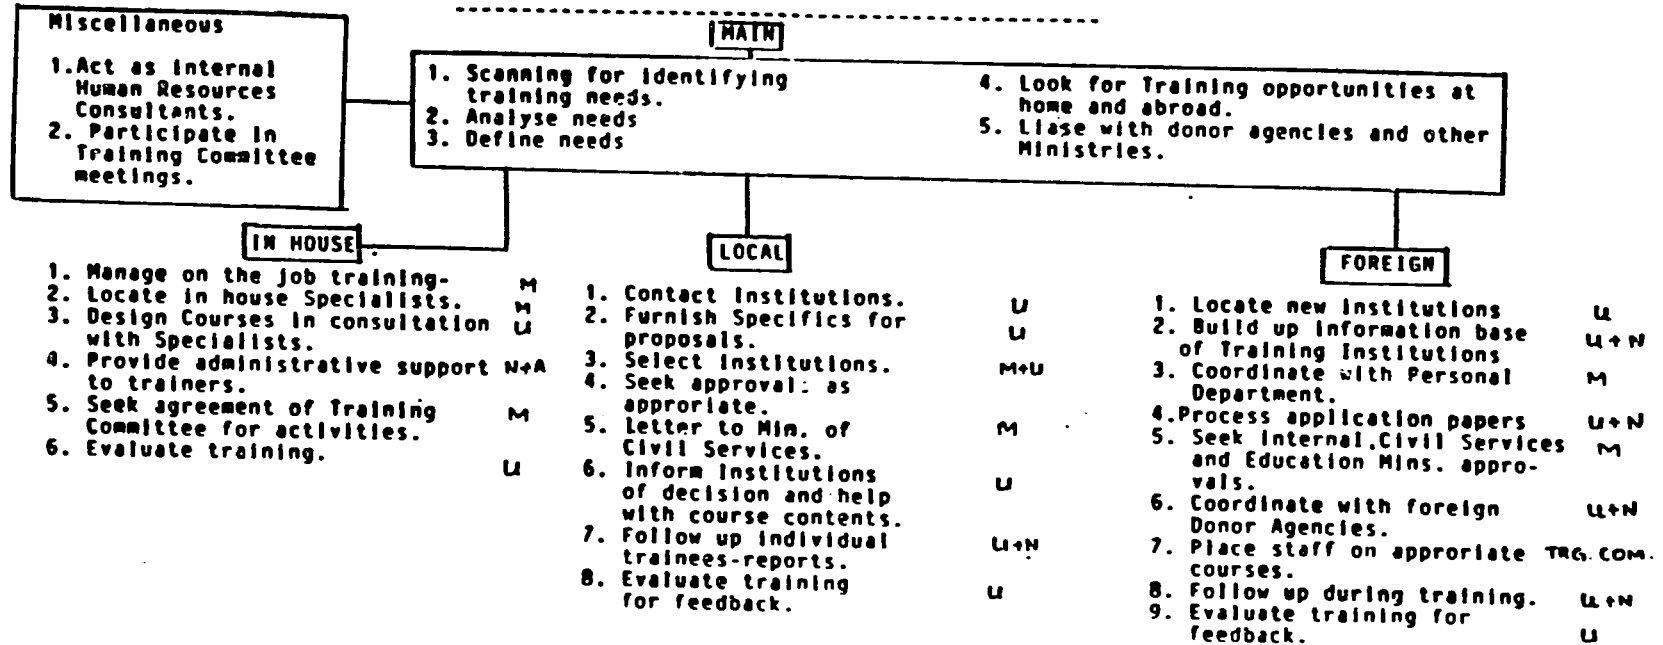 Miscellaneous
1.Act as internal
Human Resources
Consultants.
2. Participate in
Training Committee
meetings.
MAIN
1. Scanning for identifying
training needs.
2. Analyse needs
3. Define needs
4. Look for Training opportunities at
home and abroad.
5. Liase with donor agencies and other
Ministries.
IN HOUSE
1. Manage on the job training- M
2. Locate in house Specialists. M
3. Design Courses in consultation U
with Specialists.
4. Provide administrative support N+A
to trainers.
5. Seek agreement of Training M
Committee for activities.
6. Evaluate training. U
LOCAL
1. Contact Institutions. U
2. Furnish Specifics for U
proposals.
3. Select Institutions. M+U
4. Seek approval: as
approriate.
5. Letter to Min. of M
Civil Services.
6. Inform Institutions
of decision and help U
with course contents.
7. Follow up individual U+N
trainees-reports.
8. Evaluate training U
for feedback.
FOREIGN
1. Locate new Institutions U
2. Build up information base U+N
of Training Institutions
3. Coordinate with Personal M
Department.
4.Process application papers U+N
5. Seek Internal.Civil Services M
and Education Mins. appro-
vals.
6. Coordinate with foreign U+N
Donor Agencies.
7. Place staff on approriate TRG. COM.
courses.
8. Follow up during training. U+N
9. Evaluate training for
feedback. U